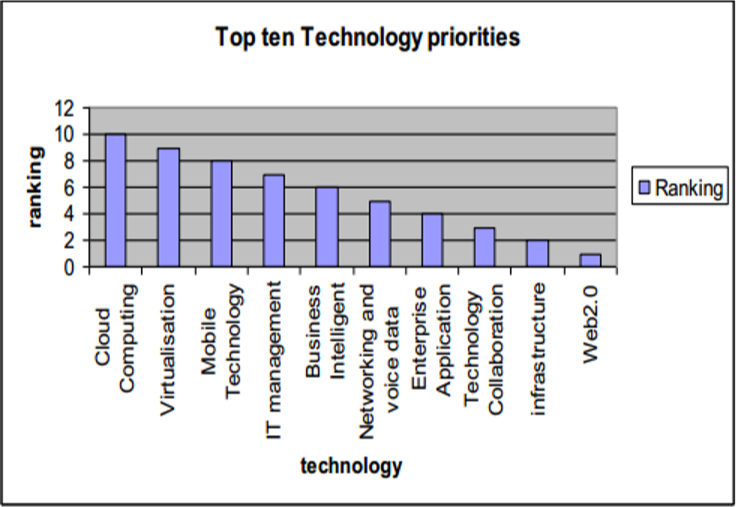 Top ten Technology priorities
ranking
12
10
8
6
4
2
0
Cloud
Computing
Virtualisation
Mobile
Technology
IT management
Business
Intelligent
Networking and
voice data
Enterprise
Application
Technology
Collaboration
infrastructure
Web2.0
technology
Ranking